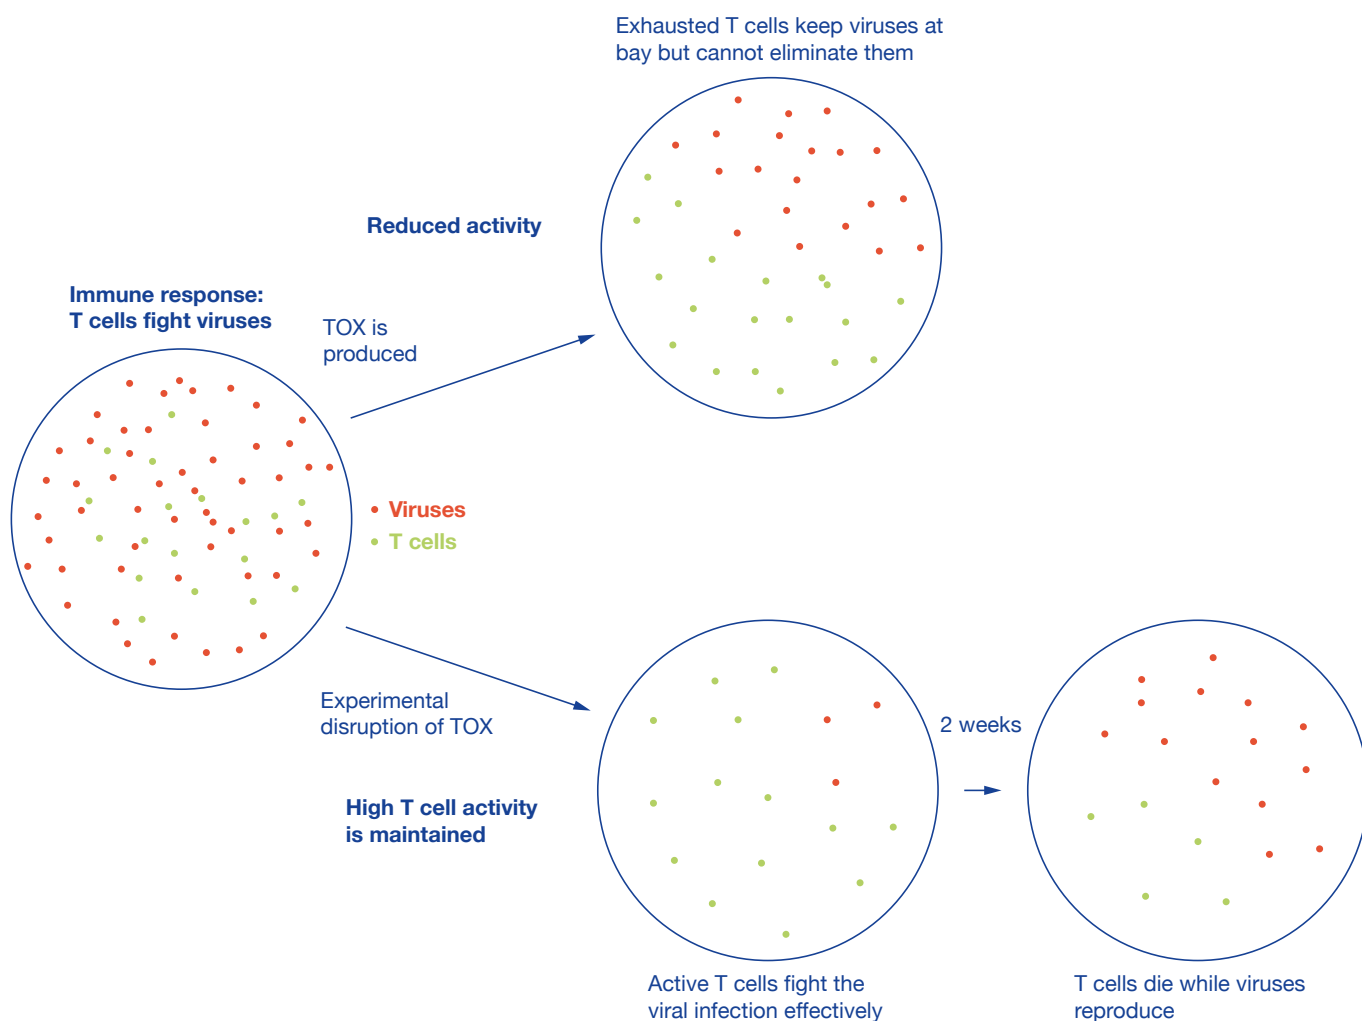 Exhausted T cells keep viruses at
bay but cannot eliminate them
Reduced activity
Immune response:
T cells fight viruses
TOX is
produced
Viruses
T cells
Experimental
disruption of TOX
2 weeks
High T cell activity
is maintained
Active T cells fight the
viral infection effectively
T cells die while viruses
reproduce